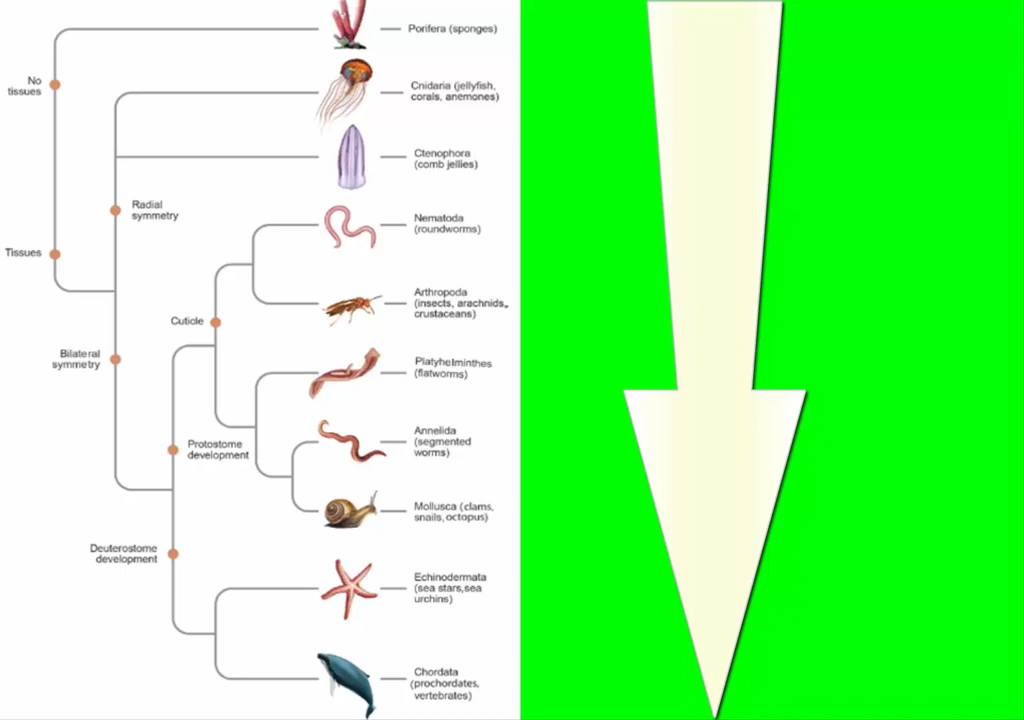 Porifera (sponges)
No
tissues
Cnidaria (jellyfish,
corals, anemones)
Ctenophora
(comb jellies)
Radial
symmetry
Nematoda
(roundworms)
Tissues
Arthropoda
(insects, arachnids,,
crustaceans)
Cuticle
Bilateral
symmetry
Platyhelminthes
(flatworms)
Annelida
(segmented
worms)
Protostome
development
Mollusca (clams,
snails, octopus)
Deuterostome
development
Echinodermata
(sea stars,sea
urchins)
Chordata
(prochordates,
vertebrates)